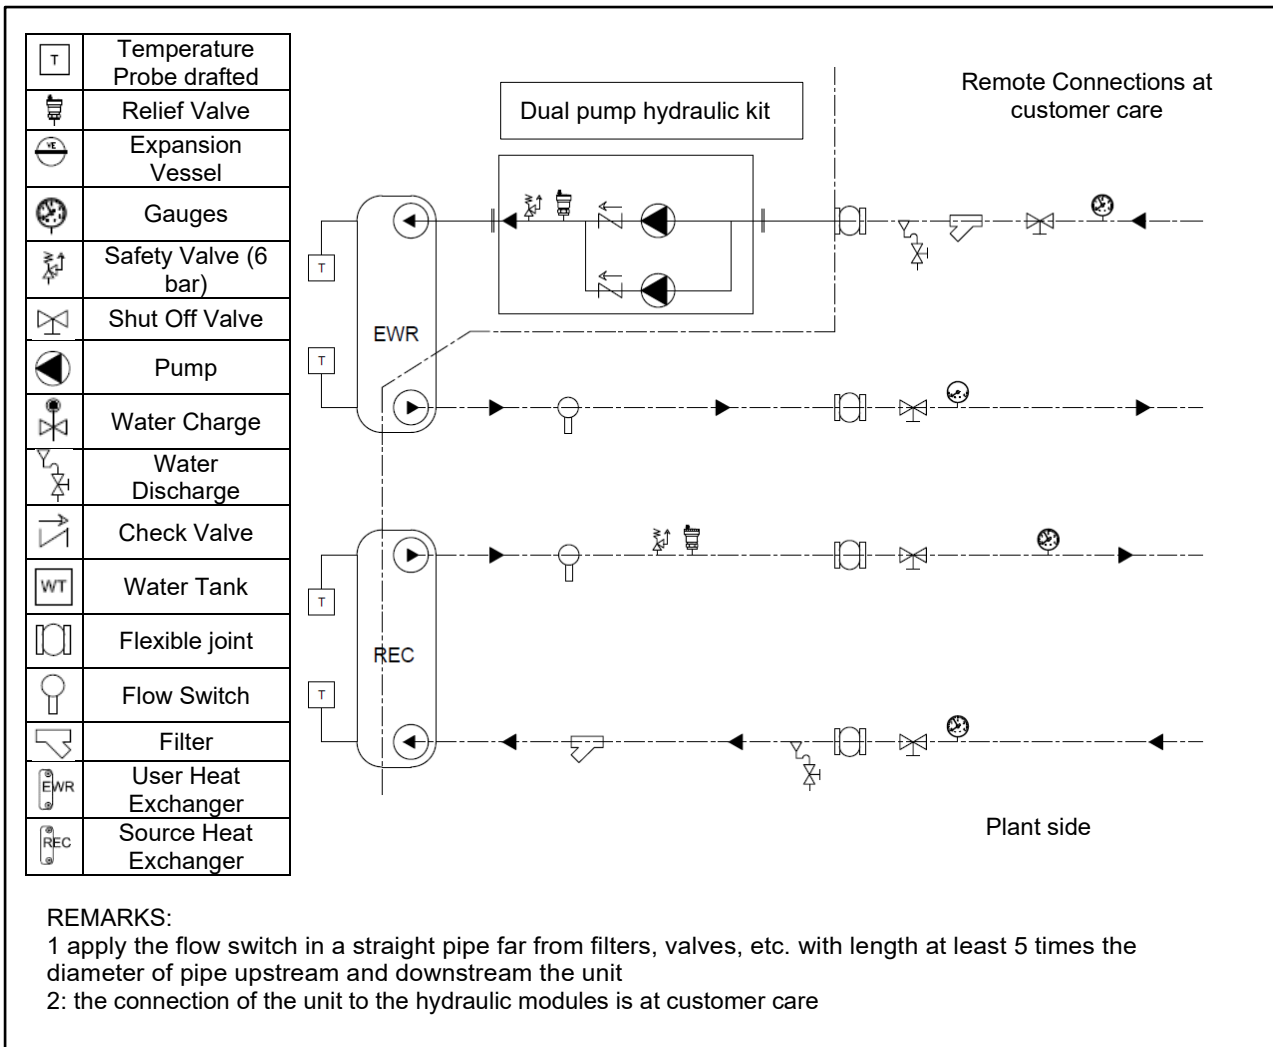 T
Temperature
Probe drafted
Relief Valve
VE
Expansion
Vessel
Gauges
Safety Valve (6
bar)
Shut Off Valve
Pump
Water Charge
Water
Discharge
Check Valve
WT
Water Tank
Flexible joint
Flow Switch
Filter
EWR
User Heat
Exchanger
REC
Source Heat
Exchanger
Dual pump hydraulic kit
Remote Connections at
customer care
T
EWR
T
T
REC
T
Plant side
REMARKS:
1 apply the flow switch in a straight pipe far from filters, valves, etc. with length at least 5 times the
diameter of pipe upstream and downstream the unit
2: the connection of the unit to the hydraulic modules is at customer care